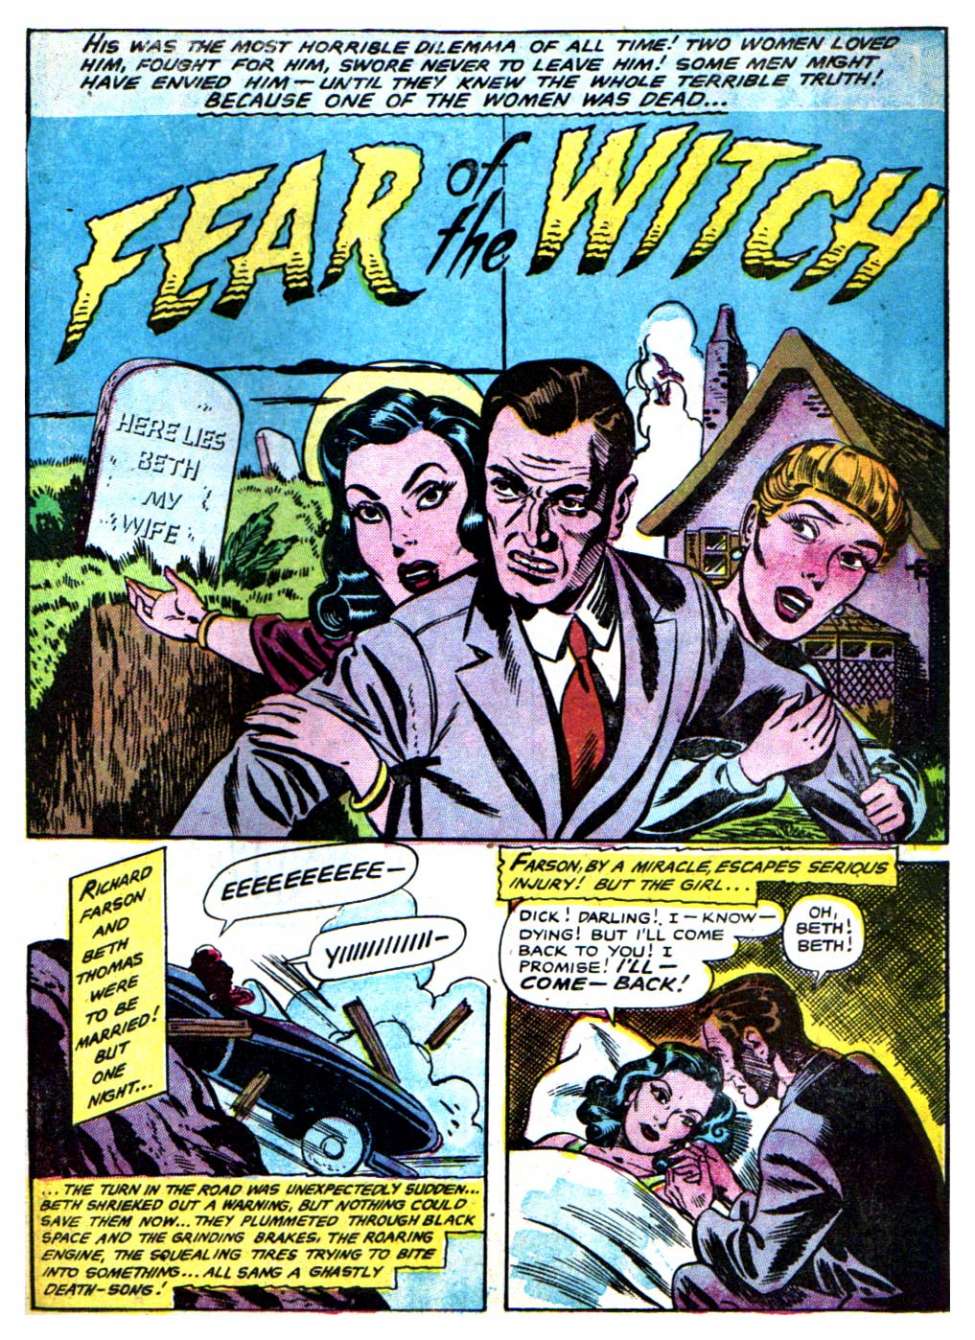 HIS WAS THE MOST HORRIBLE DILEMMA OF ALL TIME! TWO WOMEN LOVED
HIM, FOUGHT FOR HIM, SWORE NEVER TO LEAVE HIM! SOME MEN MIGHT
HAVE ENVIED HIM — UNTIL THEY KNEW THE WHOLE TERRIBLE TRUTH!
BECAUSE ONE OF THE WOMEN WAS DEAD...
FEAR of the WITCH
HERE LIES
BETH
MY
WIFE
RICHARD
FARSON
AND
BETH
THOMAS
WERE
TO BE
MARRIED!
BUT
ONE
NIGHT...
EEEEEEEEEEE—
YIIIIIIIIIIII—
... THE TURN IN THE ROAD WAS UNEXPECTEDLY SUDDEN...
BETH SHRIEKED OUT A WARNING, BUT NOTHING COULD
SAVE THEM NOW... THEY PLUMMETED THROUGH BLACK
SPACE AND THE GRINDING BRAKES, THE ROARING
ENGINE, THE SQUEALING TIRES TRYING TO BITE
INTO SOMETHING... ALL SANG A GHASTLY
DEATH-SONG!
FARSON, BY A MIRACLE, ESCAPES SERIOUS
INJURY! BUT THE GIRL...
DICK! DARLING! I — KNOW —
DYING! BUT I'LL COME
BACK TO YOU! I
PROMISE! I'LL —
COME — BACK!
OH,
BETH!
BETH!